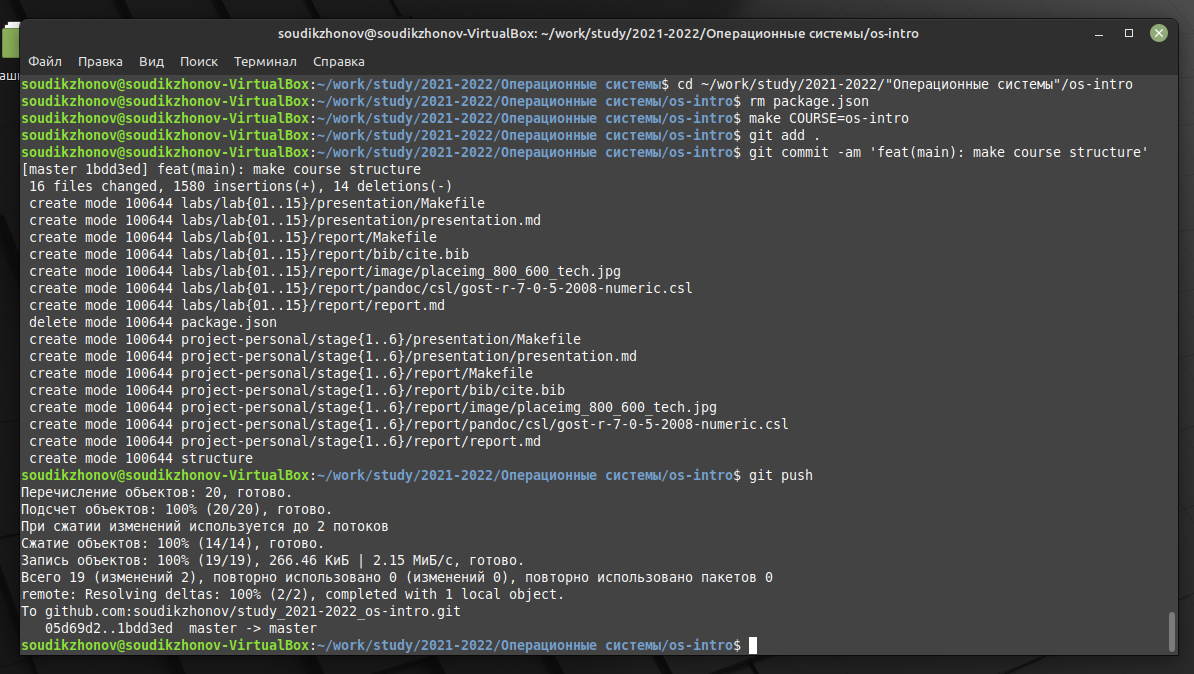 soudikzhonov@soudikzhonov-VirtualBox: ~/work/study/2021-2022/Операционные системы/os-intro
Файл Правка Вид Поиск Терминал Справка
soudikzhonov@soudikzhonov-VirtualBox:~/work/study/2021-2022/Операционные системы$ cd ~/work/study/2021-2022/"Операционные системы"/os-intro
soudikzhonov@soudikzhonov-VirtualBox:~/work/study/2021-2022/Операционные системы/os-intro$ rm package.json
soudikzhonov@soudikzhonov-VirtualBox:~/work/study/2021-2022/Операционные системы/os-intro$ make COURSE=os-intro
soudikzhonov@soudikzhonov-VirtualBox:~/work/study/2021-2022/Операционные системы/os-intro$ git add .
soudikzhonov@soudikzhonov-VirtualBox:~/work/study/2021-2022/Операционные системы/os-intro$ git commit -am 'feat(main): make course structure'
[master 1bdd3ed] feat(main): make course structure
 16 files changed, 1580 insertions(+), 14 deletions(-)
 create mode 100644 labs/lab{01..15}/presentation/Makefile
 create mode 100644 labs/lab{01..15}/presentation/presentation.md
 create mode 100644 labs/lab{01..15}/report/Makefile
 create mode 100644 labs/lab{01..15}/report/bib/cite.bib
 create mode 100644 labs/lab{01..15}/report/image/placeimg_800_600_tech.jpg
 create mode 100644 labs/lab{01..15}/report/pandoc/csl/gost-r-7-0-5-2008-numeric.csl
 create mode 100644 labs/lab{01..15}/report/report.md
 delete mode 100644 package.json
 create mode 100644 project-personal/stage{1..6}/presentation/Makefile
 create mode 100644 project-personal/stage{1..6}/presentation/presentation.md
 create mode 100644 project-personal/stage{1..6}/report/Makefile
 create mode 100644 project-personal/stage{1..6}/report/bib/cite.bib
 create mode 100644 project-personal/stage{1..6}/report/image/placeimg_800_600_tech.jpg
 create mode 100644 project-personal/stage{1..6}/report/pandoc/csl/gost-r-7-0-5-2008-numeric.csl
 create mode 100644 project-personal/stage{1..6}/report/report.md
 create mode 100644 structure
soudikzhonov@soudikzhonov-VirtualBox:~/work/study/2021-2022/Операционные системы/os-intro$ git push
Перечисление объектов: 20, готово.
Подсчет объектов: 100% (20/20), готово.
При сжатии изменений используется до 2 потоков
Сжатие объектов: 100% (14/14), готово.
Запись объектов: 100% (19/19), 266.46 КиБ | 2.15 МиБ/с, готово.
Всего 19 (изменений 2), повторно использовано 0 (изменений 0), повторно использовано пакетов 0
remote: Resolving deltas: 100% (2/2), completed with 1 local object.
To github.com:soudikzhonov/study_2021-2022_os-intro.git
   05d69d2..1bdd3ed  master -> master
soudikzhonov@soudikzhonov-VirtualBox:~/work/study/2021-2022/Операционные системы/os-intro$